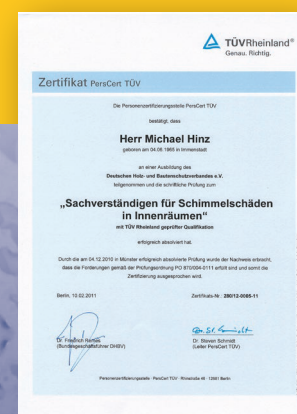 TÜVRheinland®
Genau. Richtig.
Zertifikat PersCert TÜV
Die Personenzertifizierungsstelle PersCert TÜV
bestätigt, dass
Herr Michael Hinz
geboren am 04.06.1965 in Immenstadt
an einer Ausbildung des
Deutschen Holz- und Bautenschutzverbandes e.V.
teilgenommen und die schriftliche Prüfung zum
„Sachverständigen für Schimmelschäden
in Innenräumen“
mit TÜV Rheinland geprüfter Qualifikation
erfolgreich absolviert hat.
Durch die am 04.12.2010 in Münster erfolgreich absolvierte Prüfung wurde der Nachweis erbracht,
dass die Forderungen gemäß der Prüfungsordnung PO 870/004-0111 erfüllt sind und somit die
Zertifizierung ausgesprochen wird.
Berlin, 10.02.2011
Zertifikats-Nr.: 280/12-0085-11
Dr. Friedrich Remes
(Bundesgeschäftsführer DHBV)
Dr. Steven Schmidt
(Leiter PersCert TÜV)
Personenzertifizierungsstelle · PersCert TÜV ·